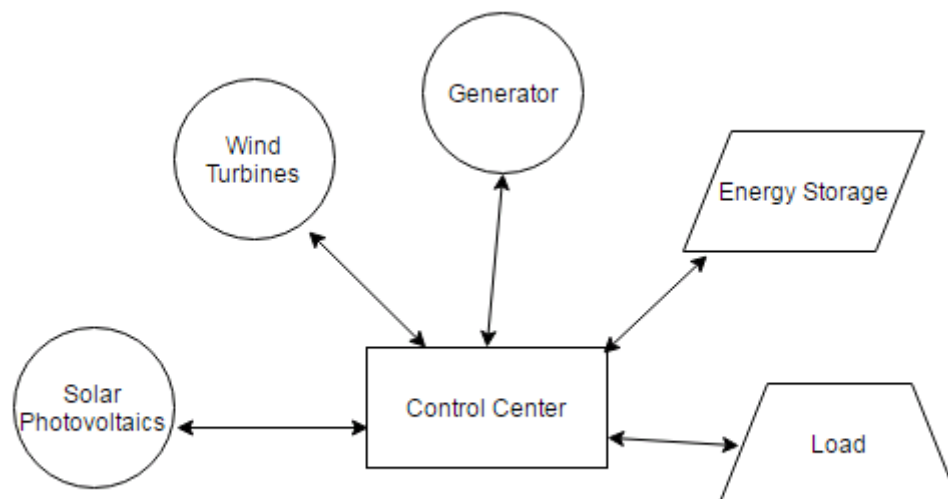 Generator
Wind
Turbines
Energy Storage
Solar
Photovoltaics
Control Center
Load